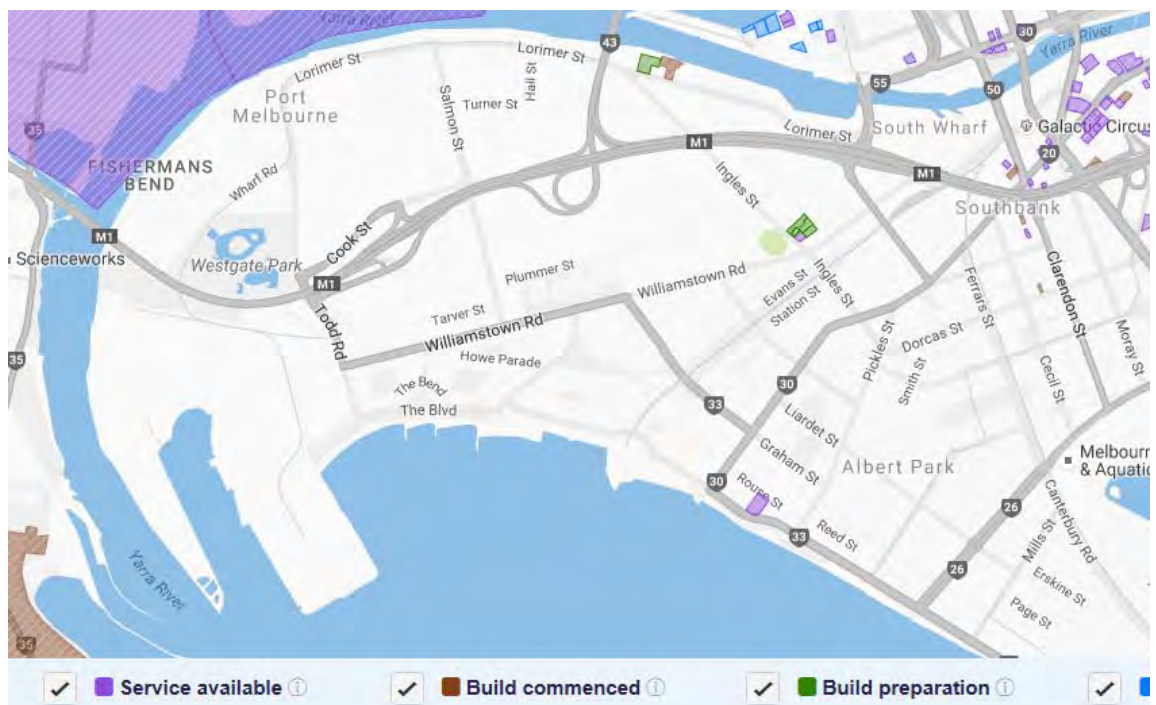 Yarra River
43
30
Lorimer St
Lorimer St
Hall St
Yarra River
Port
Melbourne
Salmon St
Turner St
55
50
35
Lorimer St
South Wharf
Galactic Circus
M1
20
FISHERMANS
BEND
Wharf Rd
Ingles St
M1
Southbank
M1
Scienceworks
Westgate Park
Cook St
M1
Plummer St
Williamstown Rd
Evans St
Station St
Ingles St
Ferrars St
Clarendon St
Todd Rd
Tarver St
Williamstown Rd
Howe Parade
Pickles St
Dorcas St
Smith St
Moray St
Cecil St
35
The Bend
The Blvd
30
33
Liardet St
Graham St
Albert Park
Melbourn
& Aquatic
30
Rouse St
Reed St
33
26
Canterbury Rd
Mills St
26
Erskine St
Page St
Yarra River
35
Service available
Build commenced
Build preparation